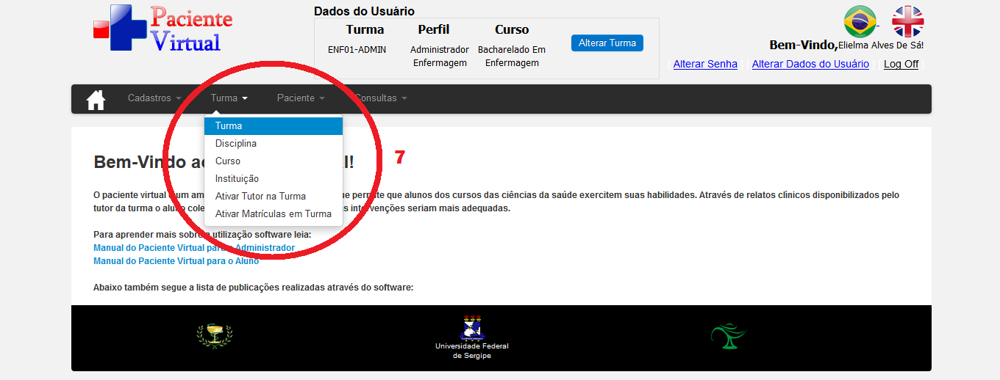 Paciente
Virtual
Dados do Usuário
Turma Perfil Curso
ENF01-ADMIN Administrador Bacharelado Em
Enfermagem Enfermagem
Alterar Turma
-
Bem-Vindo,Elielma Alves De Sá!
[ Alterar Senha ] [ Alterar Dados do Usuário ] [ Log Off ]
Cadastros Turma Paciente Consultas
Turma
Disciplina
Curso
Instituição
Ativar Tutor na Turma
Ativar Matrículas em Turma
7
Bem-Vindo l!
O paciente virtual um que permite que alunos dos cursos das ciências da saúde exercitem suas habilidades. Através de relatos clínicos disponibilizados pelo
tutor da turma o aluno intervenções seriam mais adequadas.
Para aprender mais sobre a utilização software leia:
Manual do Paciente Virtual para o Administrador
Manual do Paciente Virtual para o Aluno
Abaixo também segue a lista de publicações realizadas através do software:
Universidade Federal
de Sergipe